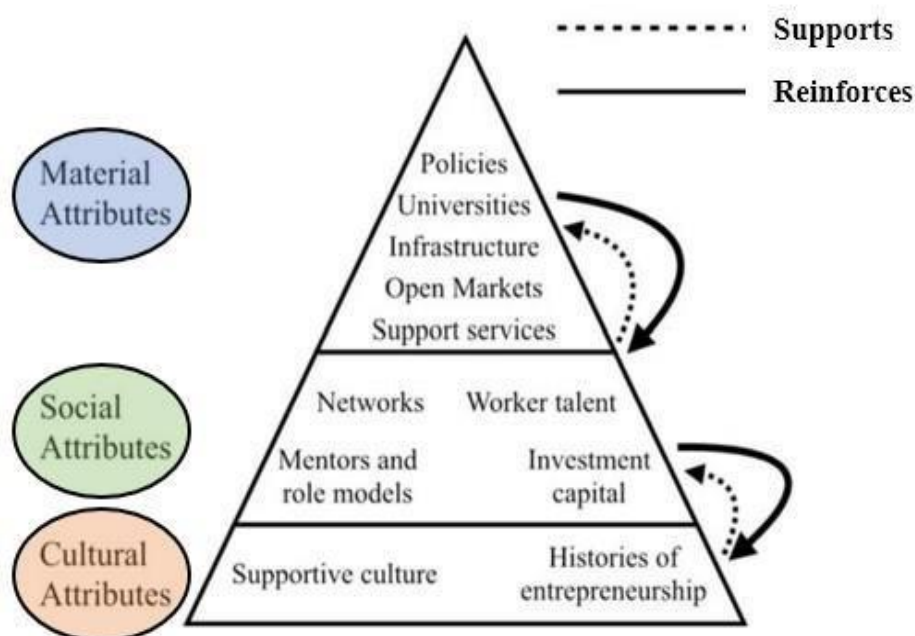 Supports
Reinforces
Material
Attributes
Policies
Universities
Infrastructure
Open Markets
Support services
Social
Attributes
Networks
Worker talent
Mentors and
role models
Investment
capital
Cultural
Attributes
Supportive culture
Histories of
entrepreneurship